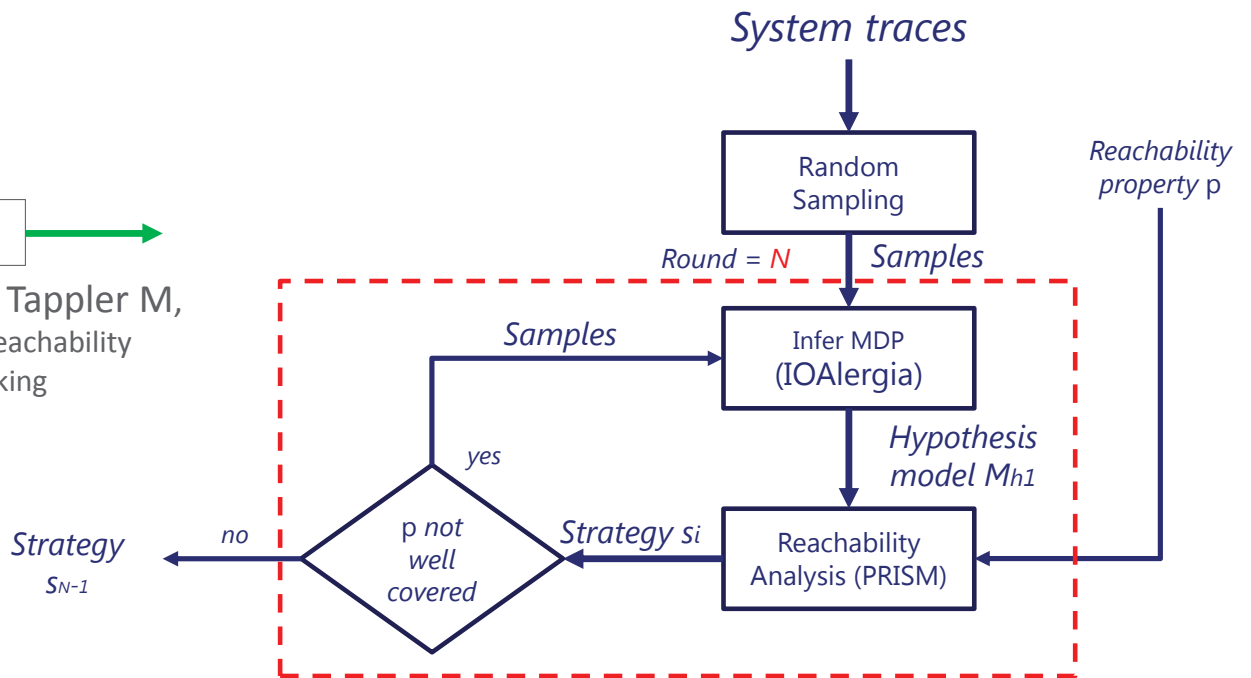 System traces
Random
Sampling
Reachability
property p
Round = N
Samples
Tappler M,
eachability
king
Samples
Infer MDP
(IOAlergia)
Hypothesis
model Mh1
yes
p not
well
covered
no
Strategy
sN-1
Strategy si
Reachability
Analysis (PRISM)